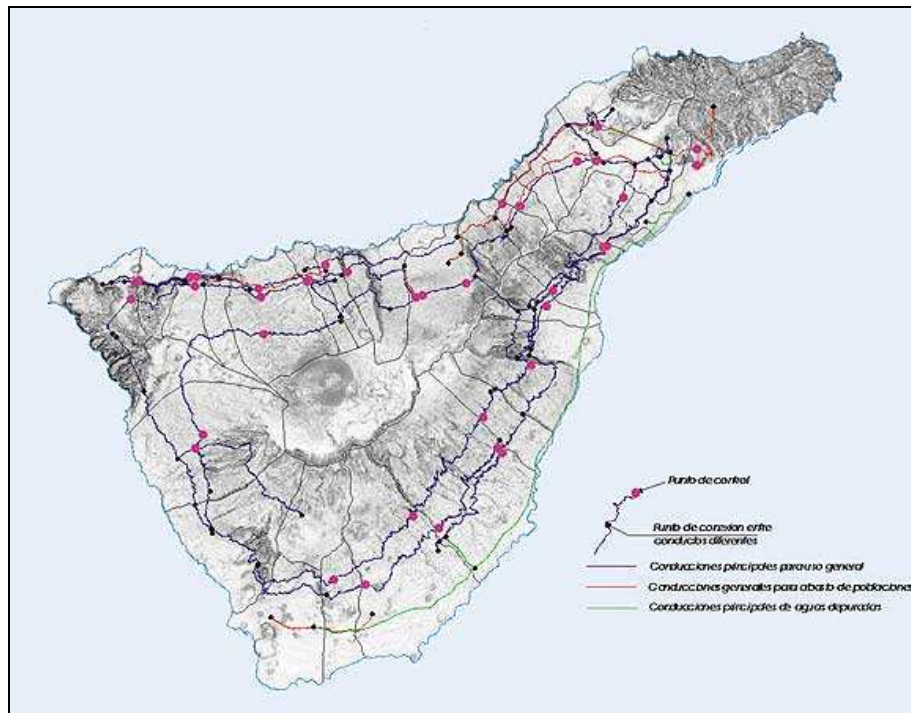 Punto de control
Punto de conexion entre
conductos diferentes
Conducciones principales para uso general
Conducciones generales para abasto de poblaciones
Conducciones principales de aguas depuradas